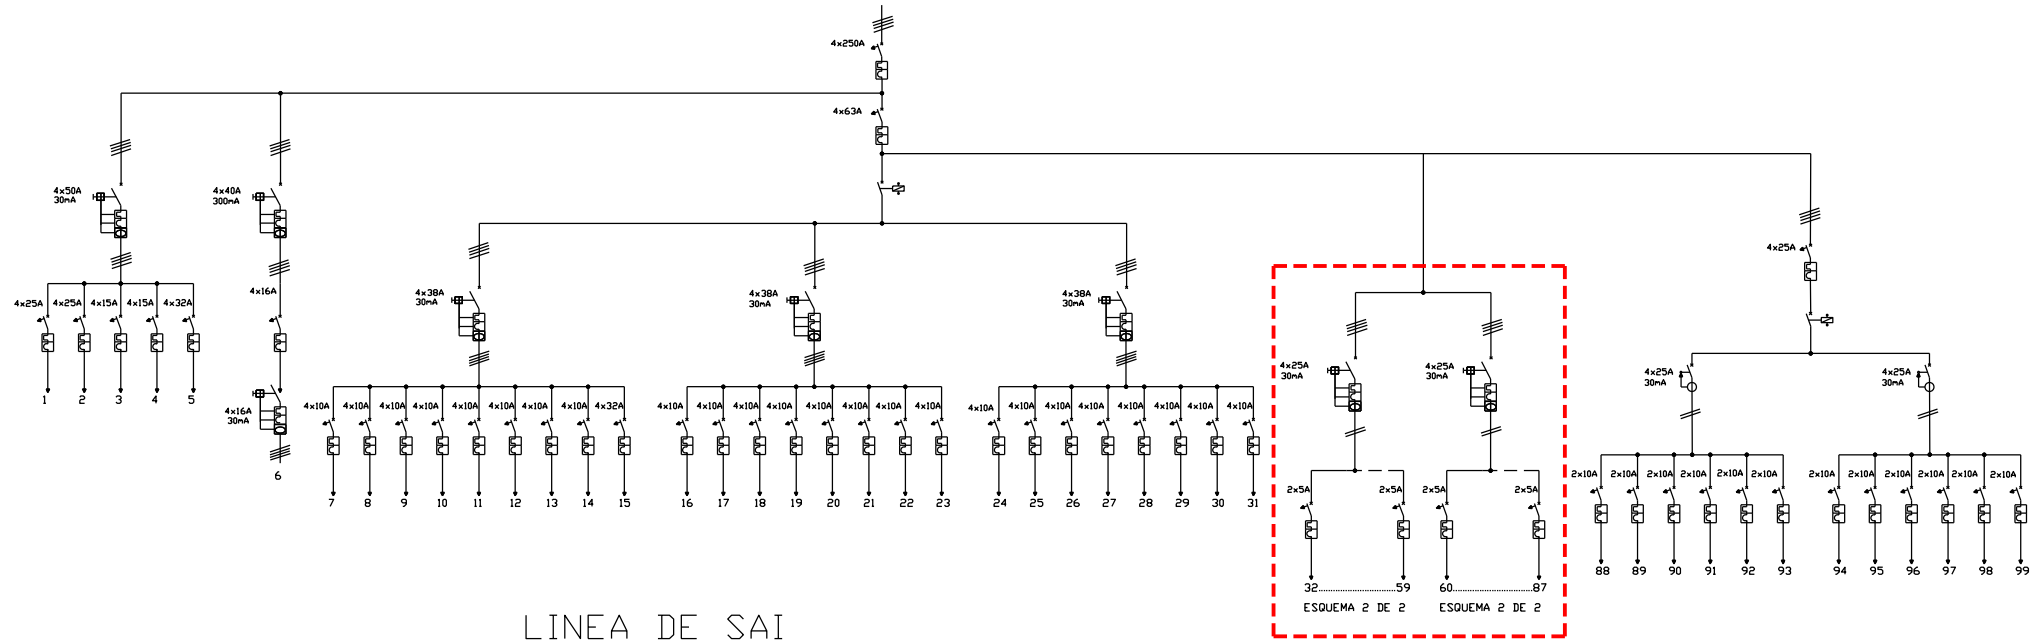 4x250A
4x63A
4x50A
30mA
4x40A
300mA
4x25A
4x38A
30mA
4x38A
30mA
4x38A
30mA
4x16A
4x25A 4x25A 4x15A 4x15A 4x32A
4x25A
30mA
4x25A
30mA
4x25A
30mA
4x25A
30mA
1 2 3 4 5
4x16A
30mA
4x10A 4x10A 4x10A 4x10A 4x10A 4x10A 4x10A 4x10A 4x32A
4x10A 4x10A 4x10A 4x10A 4x10A 4x10A 4x10A 4x10A
4x10A 4x10A 4x10A 4x10A 4x10A 4x10A 4x10A 4x10A
6
2x5A 2x5A 2x5A 2x5A
2x10A 2x10A 2x10A 2x10A 2x10A 2x10A
2x10A 2x10A 2x10A 2x10A 2x10A 2x10A
7 8 9 10 11 12 13 14 15
16 17 18 19 20 21 22 23
24 25 26 27 28 29 30 31
88 89 90 91 92 93
94 95 96 97 98 99
32..............................59
60..............................87
ESQUEMA 2 DE 2
ESQUEMA 2 DE 2
LINEA DE SAI